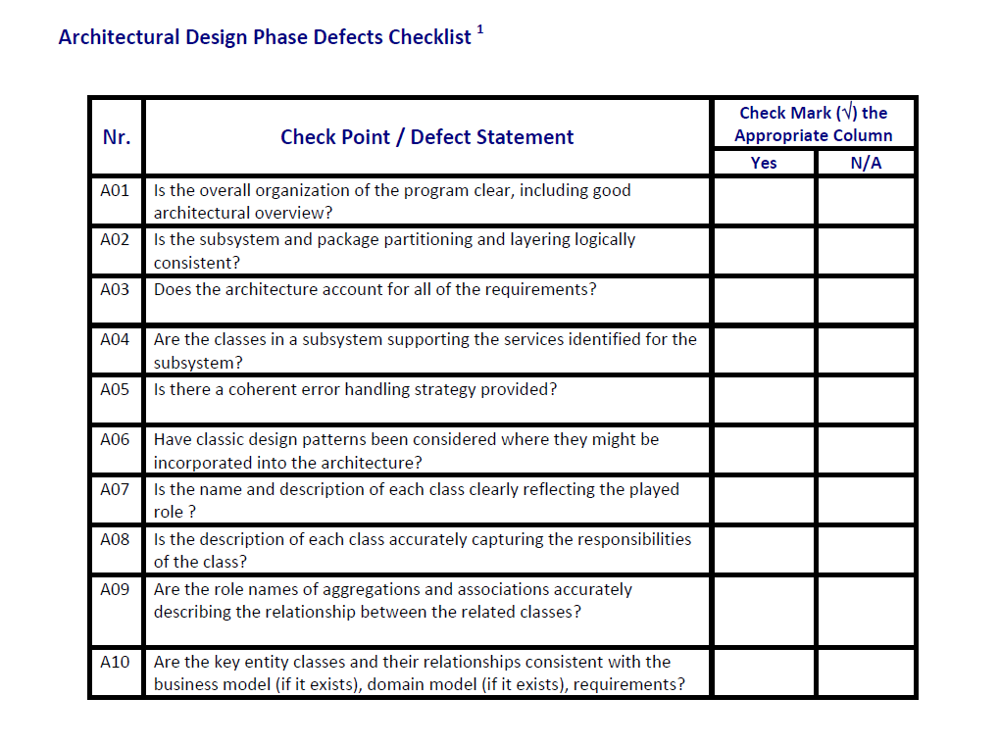 Architectural Design Phase Defects Checklist 1
Nr.
Check Point / Defect Statement
Check Mark (√) the
Appropriate Column
Yes
N/A
A01
Is the overall organization of the program clear, including good
architectural overview?
A02
Is the subsystem and package partitioning and layering logically
consistent?
A03
Does the architecture account for all of the requirements?
A04
Are the classes in a subsystem supporting the services identified for the
subsystem?
A05
Is there a coherent error handling strategy provided?
A06
Have classic design patterns been considered where they might be
incorporated into the architecture?
A07
Is the name and description of each class clearly reflecting the played
role ?
A08
Is the description of each class accurately capturing the responsibilities
of the class?
A09
Are the role names of aggregations and associations accurately
describing the relationship between the related classes?
A10
Are the key entity classes and their relationships consistent with the
business model (if it exists), domain model (if it exists), requirements?